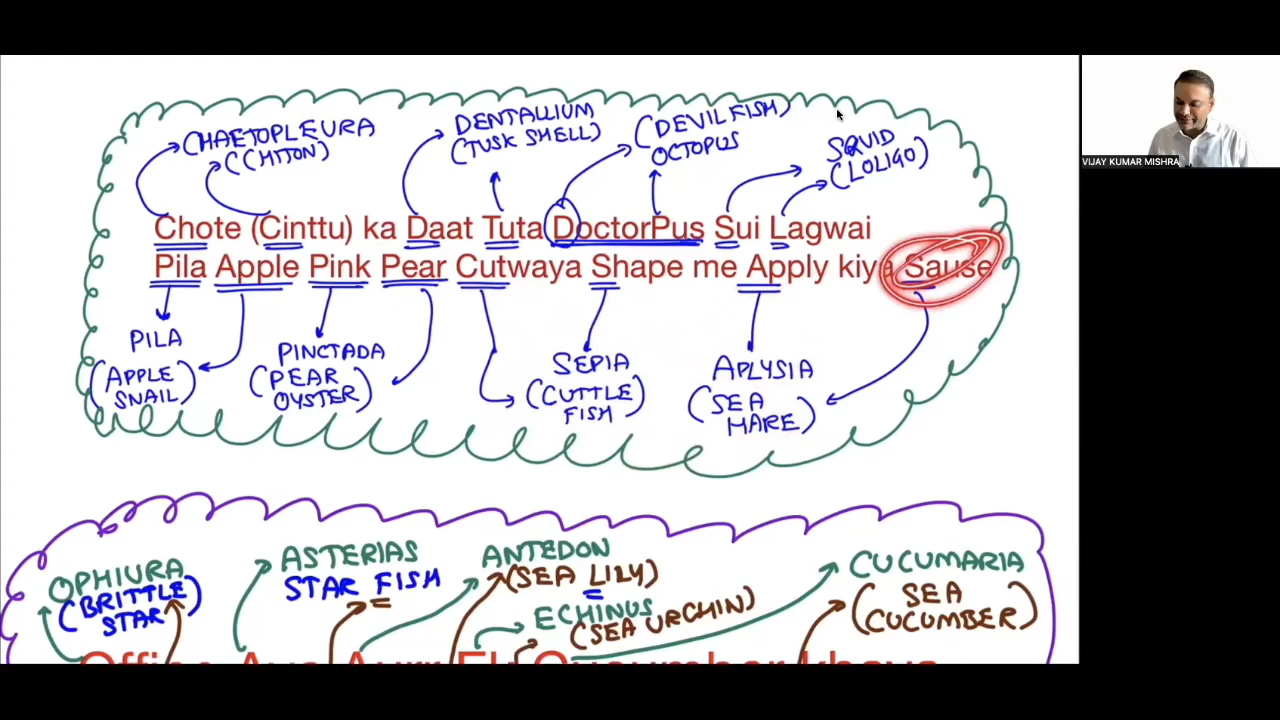 CHAETOPLEURA
(CHITON)
DENTALLIUM
(TUSK SHELL)
(DEVIL FISH)
OCTOPUS
SQUID
(LOLIGO)
VIJAY KUMAR MISHRA
Chote (Cinttu) ka Daat Tuta DoctorPus Sui Lagwai
Pila Apple Pink Pear Cutwaya Shape me Apply kiya Sause
PILA
(APPLE
SNAIL)
PINCTADA
(PEAR
OYSTER)
SEPIA
(CUTTLE
FISH)
APLYSIA
(SEA
HARE)
OPHIURA
(BRITTLE
STAR)
ASTERIAS
STAR FISH
ANTEDON
(SEA LILY)
ECHINUS
(SEA URCHIN)
CUCUMARIA
(SEA
CUCUMBER)